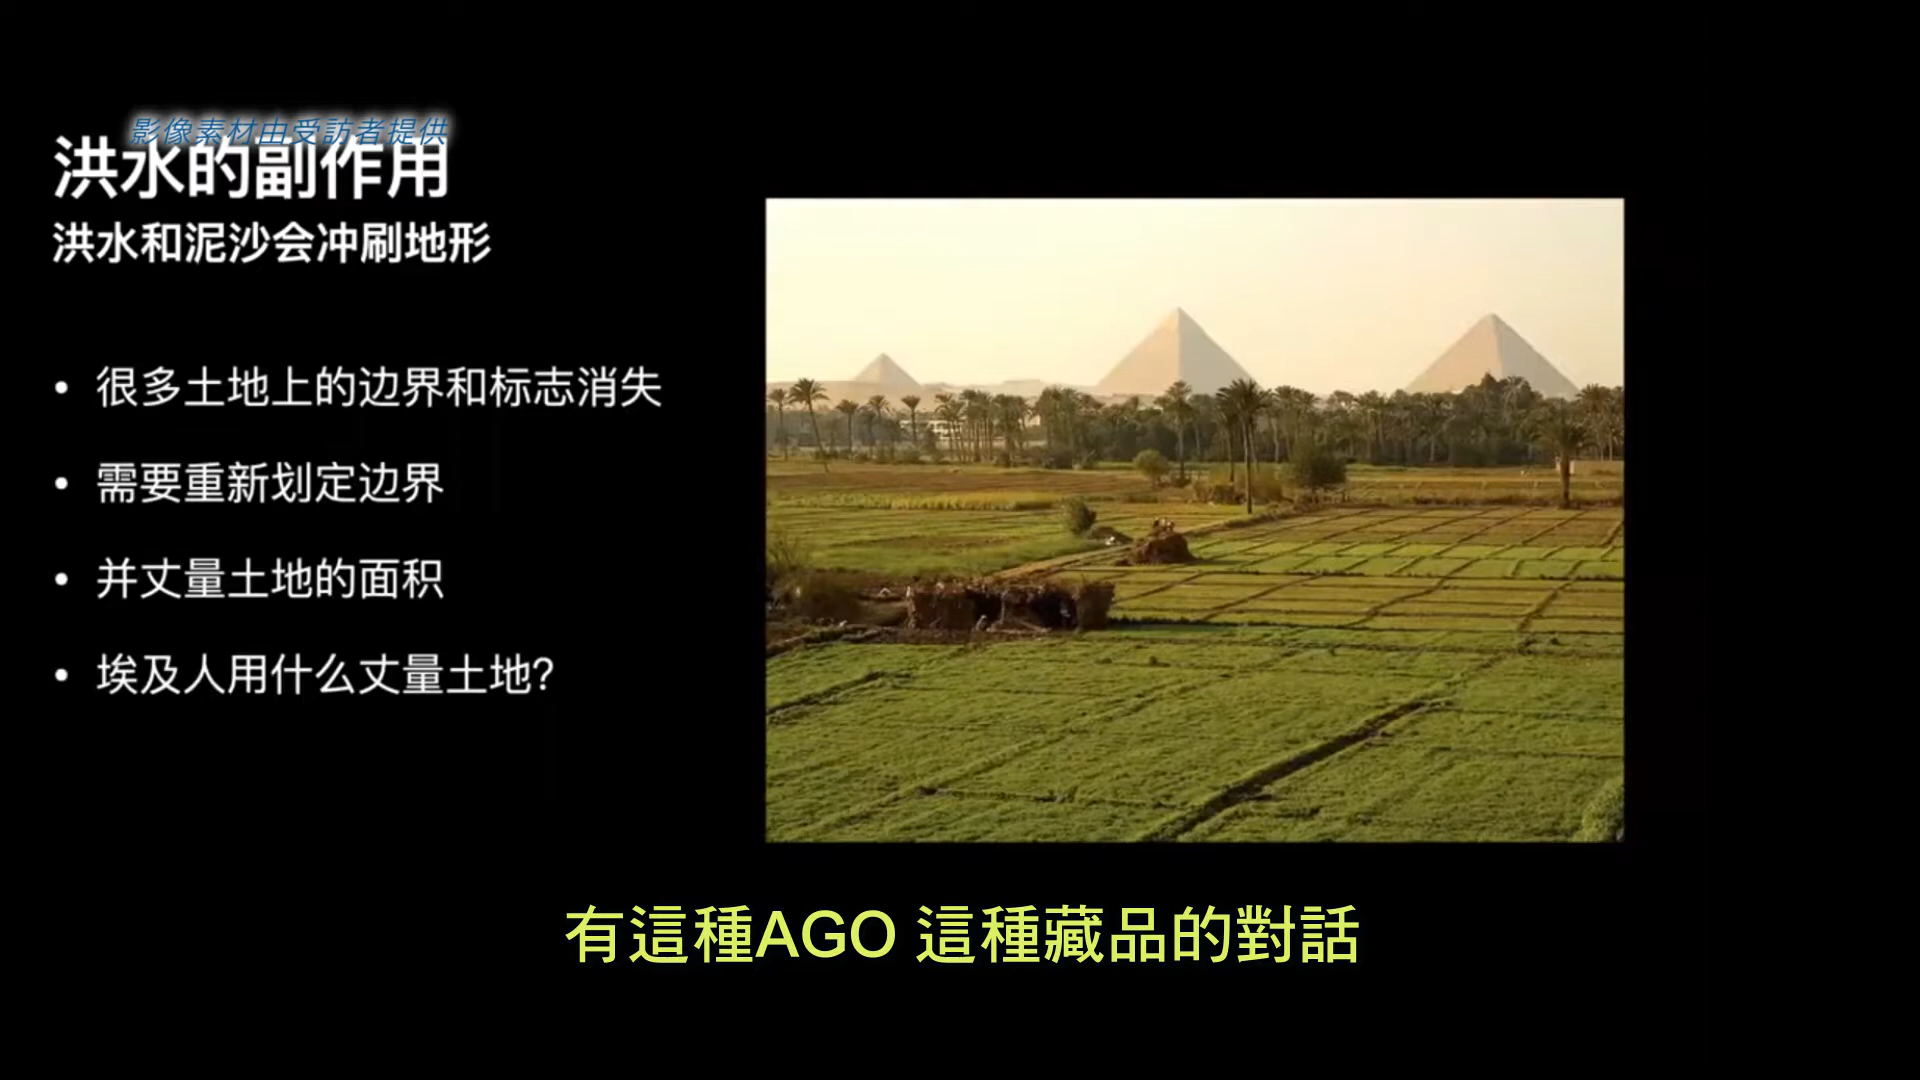 影像素材由受訪者提供
洪水的副作用
洪水和泥沙会冲刷地形
• 很多土地上的边界和标志消失
• 需要重新划定边界
• 并丈量土地的面积
• 埃及人用什么丈量土地?
有這種AGO 這種藏品的對話